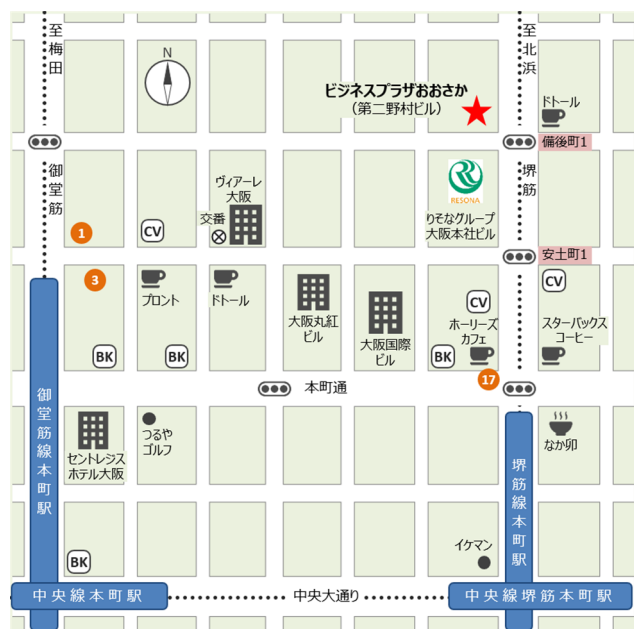 至梅田
至北浜
N
ビジネスプラザおおさか
(第二野村ビル)
ドトール
備後町1
御堂筋
堺筋
ヴィアーレ
大阪
RESONA
りそなグループ
大阪本社ビル
交番
1
CV
安土町1
3
ブロント
ドトール
大阪丸紅
ビル
大阪国際
ビル
CV
ホーリーズ
カフェ
CV
スターバックス
コーヒー
BK
BK
BK
17
本町通
御堂筋線本町駅
セントレジス
ホテル大阪
つるや
ゴルフ
なか卯
堺筋線本町駅
イケマン
BK
中央線本町駅
中央大通り
中央線堺筋本町駅